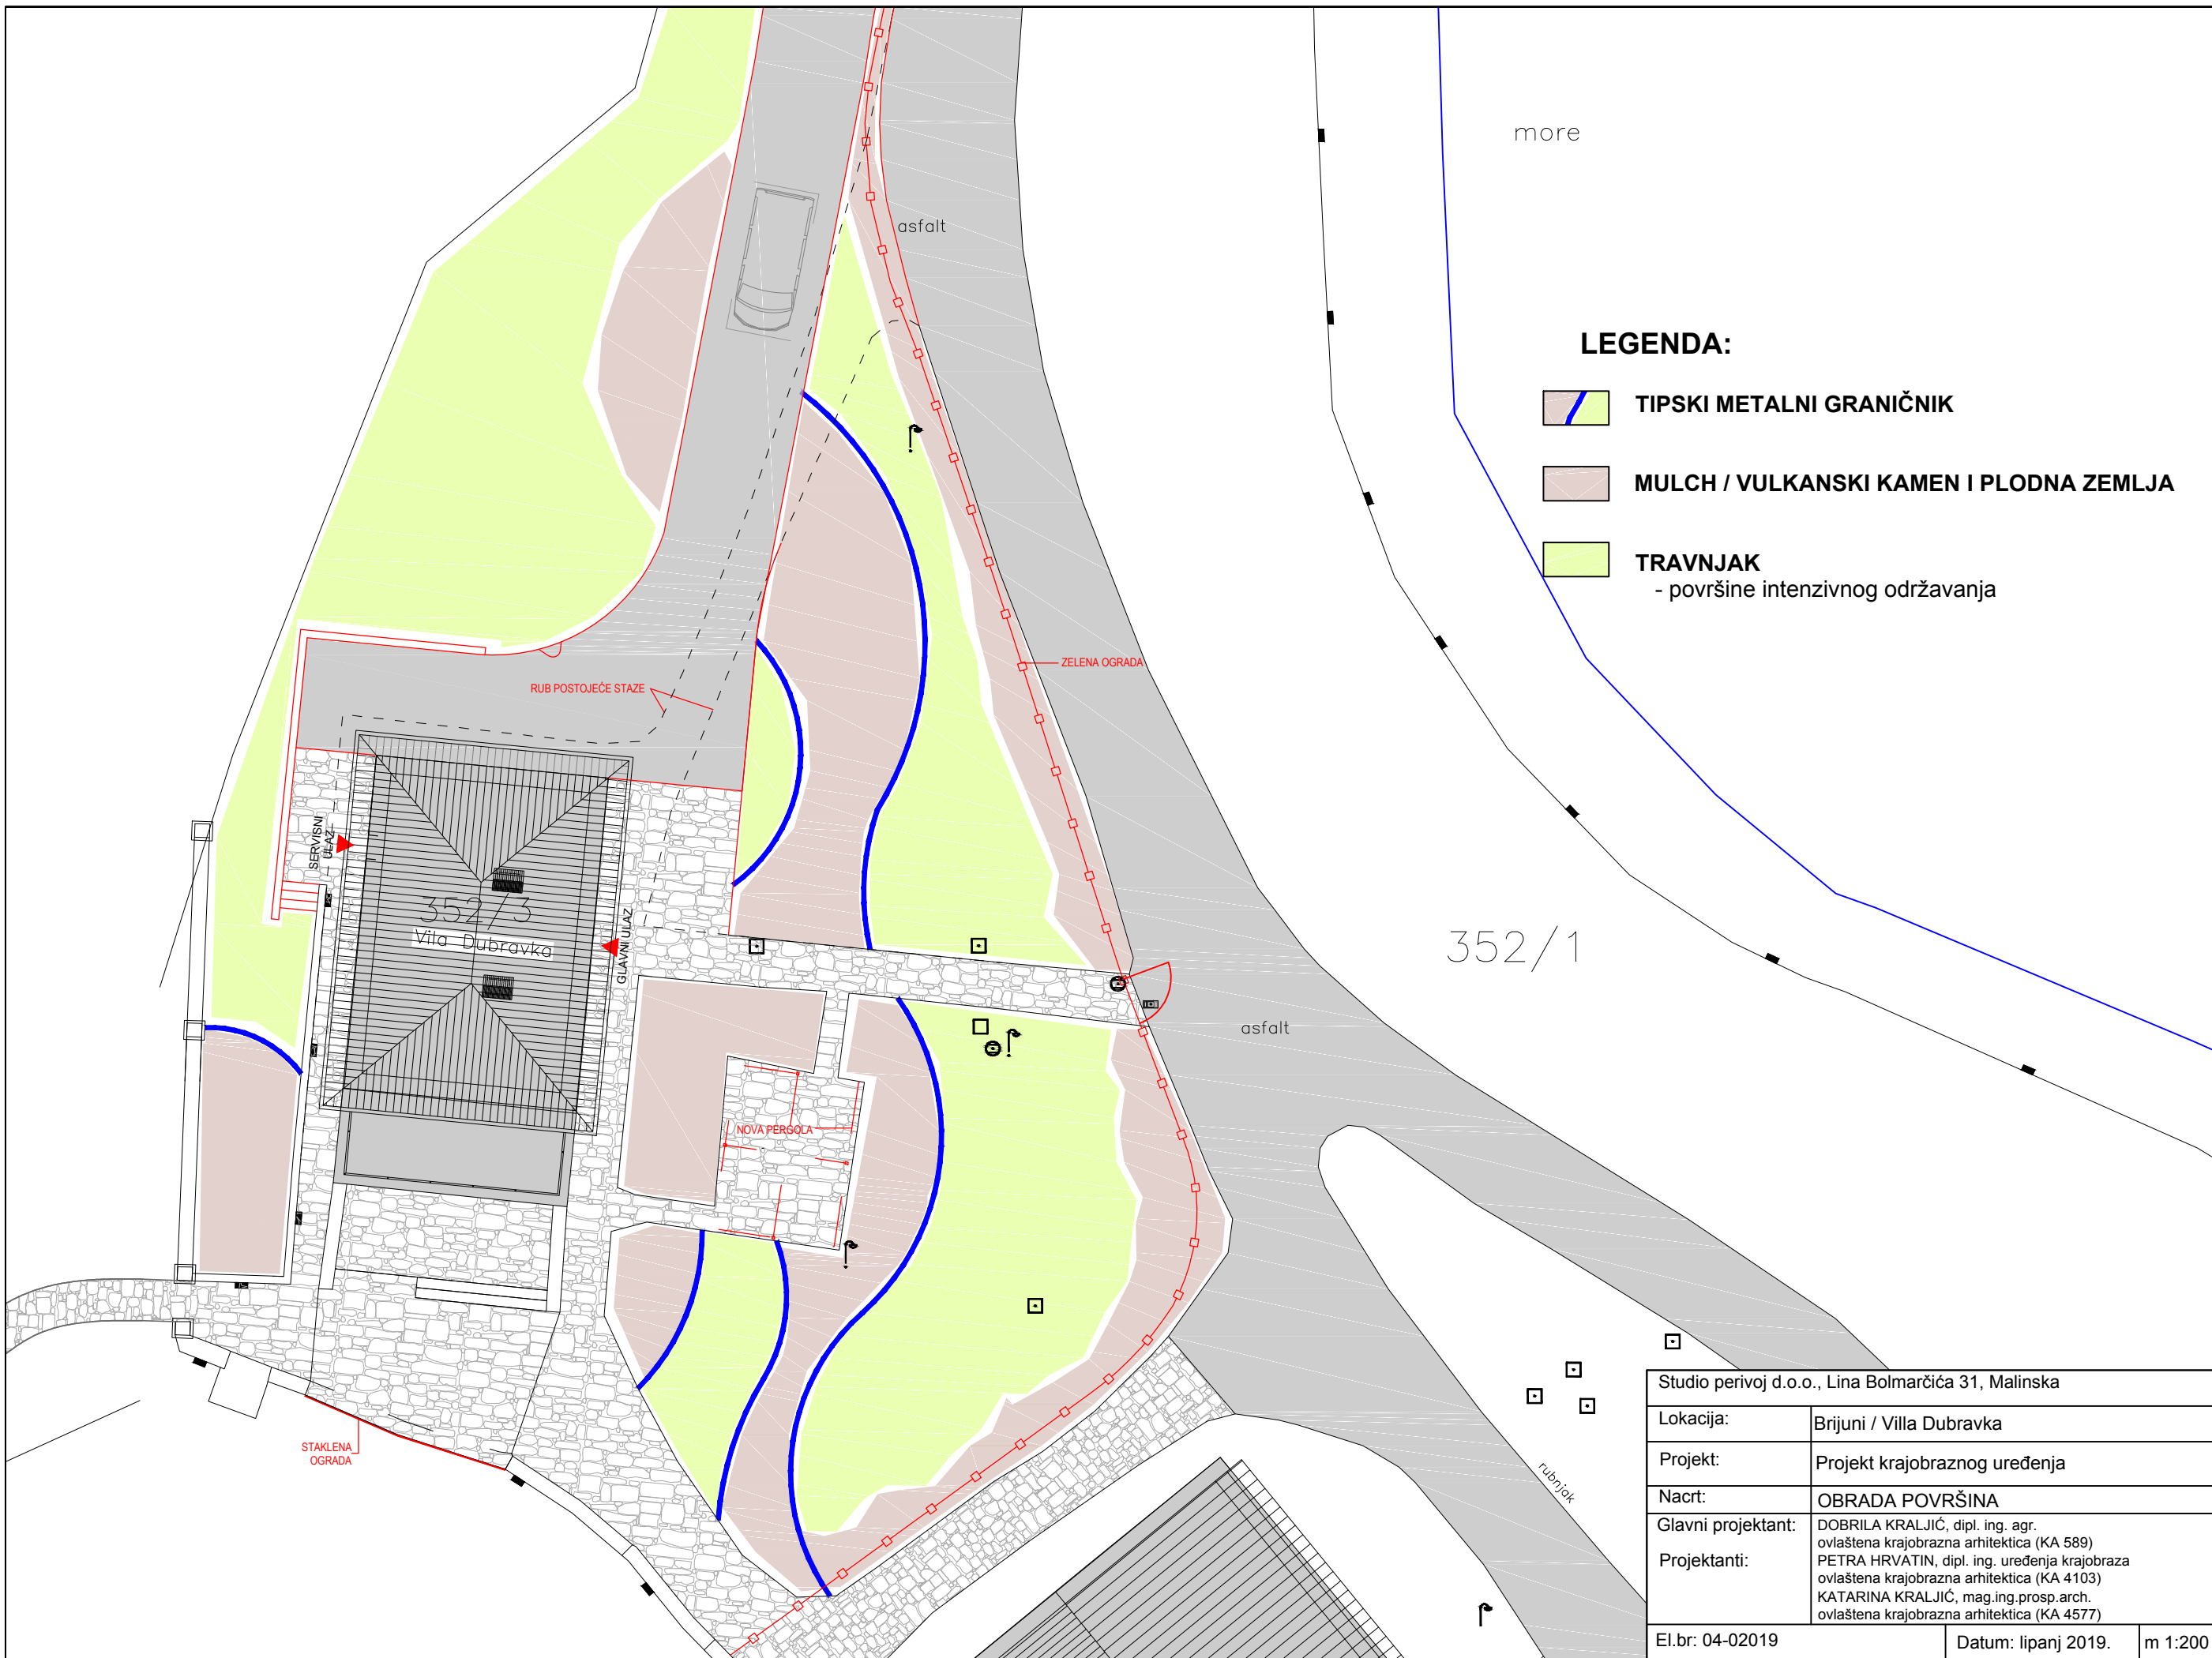 more
asfalt
LEGENDA:
TIPSKI METALNI GRANIČNIK
MULCH / VULKANSKI KAMEN I PLODNA ZEMLJA
TRAVNJAK
- površine intenzivnog održavanja
ZELENA OGRADA
RUB POSTOJEĆE STAZE
SERVISNI
ULAZ
352/3
Vila Dubravka
GLAVNI ULAZ
352/1
asfalt
NOVA PERGOLA
STAKLENA
OGRADA
rubnjak
Studio perivoj d.o.o., Lina Bolmarčića 31, Malinska
Lokacija: Brijuni / Villa Dubravka
Projekt: Projekt krajobraznog uređenja
Nacrt: OBRADA POVRŠINA
Glavni projektant: DOBRILA KRALJIĆ, dipl. ing. agr.
ovlaštena krajobrazna arhitektica (KA 589)
Projektanti: PETRA HRVATIN, dipl. ing. uređenja krajobraza
ovlaštena krajobrazna arhitektica (KA 4103)
KATARINA KRALJIĆ, mag.ing.prosp.arch.
ovlaštena krajobrazna arhitektica (KA 4577)
El.br: 04-02019 Datum: lipanj 2019. m 1:200